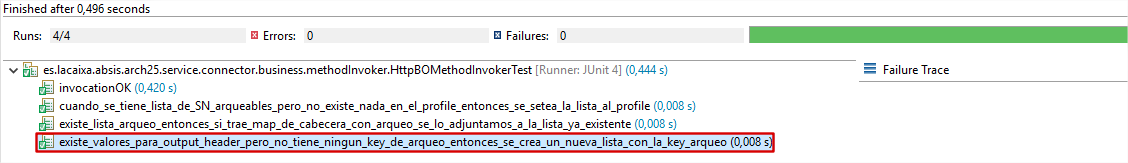 Finished after 0,496 seconds
Runs: 4/4 Errors: 0 Failures: 0
es.lacaixa.absis.arch25.service.connector.business.methodInvoker.HttpBOMethodInvokerTest [Runner: JUnit 4] (0,444 s)
Failure Trace
invocationOK (0,420 s)
cuando_se_tiene_lista_de_SN_arqueables_pero_no_existe_nada_en_el_profile_entonces_se_setea_la_lista_al_profile (0,008 s)
existe_lista_arqueo_entonces_si_trae_map_de_cabecera_con_arqueo_se_lo_adjuntamos_a_la_lista_ya_existente (0,008 s)
existe_valores_para_output_header_pero_no_tiene_ningun_key_de_arqueo_entonces_se_crea_un_nueva_lista_con_la_key_arqueo (0,008 s)